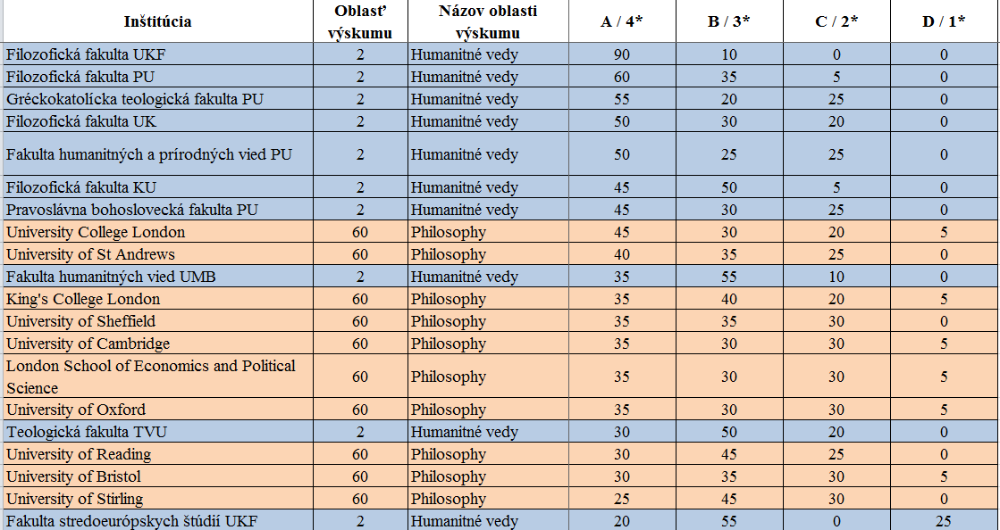 Inštitúcia Oblasť výskumu Názov oblasti výskumu A / 4* B / 3* C / 2* D / 1*
Filozofická fakulta UKF 2 Humanitné vedy 90 10 0 0
Filozofická fakulta PU 2 Humanitné vedy 60 35 5 0
Gréckokatolícka teologická fakulta PU 2 Humanitné vedy 55 20 25 0
Filozofická fakulta UK 2 Humanitné vedy 50 30 20 0
Fakulta humanitných a prírodných vied PU 2 Humanitné vedy 50 25 25 0
Filozofická fakulta KU 2 Humanitné vedy 45 50 5 0
Pravoslávna bohoslovecká fakulta PU 2 Humanitné vedy 45 30 25 0
University College London 60 Philosophy 45 30 20 5
University of St Andrews 60 Philosophy 40 35 25 0
Fakulta humanitných vied UMB 2 Humanitné vedy 35 55 10 0
King's College London 60 Philosophy 35 40 20 5
University of Sheffield 60 Philosophy 35 35 30 0
University of Cambridge 60 Philosophy 35 30 30 5
London School of Economics and Political Science 60 Philosophy 35 30 30 5
University of Oxford 60 Philosophy 35 30 30 5
Teologická fakulta TVU 2 Humanitné vedy 30 50 20 0
University of Reading 60 Philosophy 30 45 25 0
University of Bristol 60 Philosophy 30 35 30 5
University of Stirling 60 Philosophy 25 45 30 0
Fakulta stredoeurópskych štúdií UKF 2 Humanitné vedy 20 55 0 25